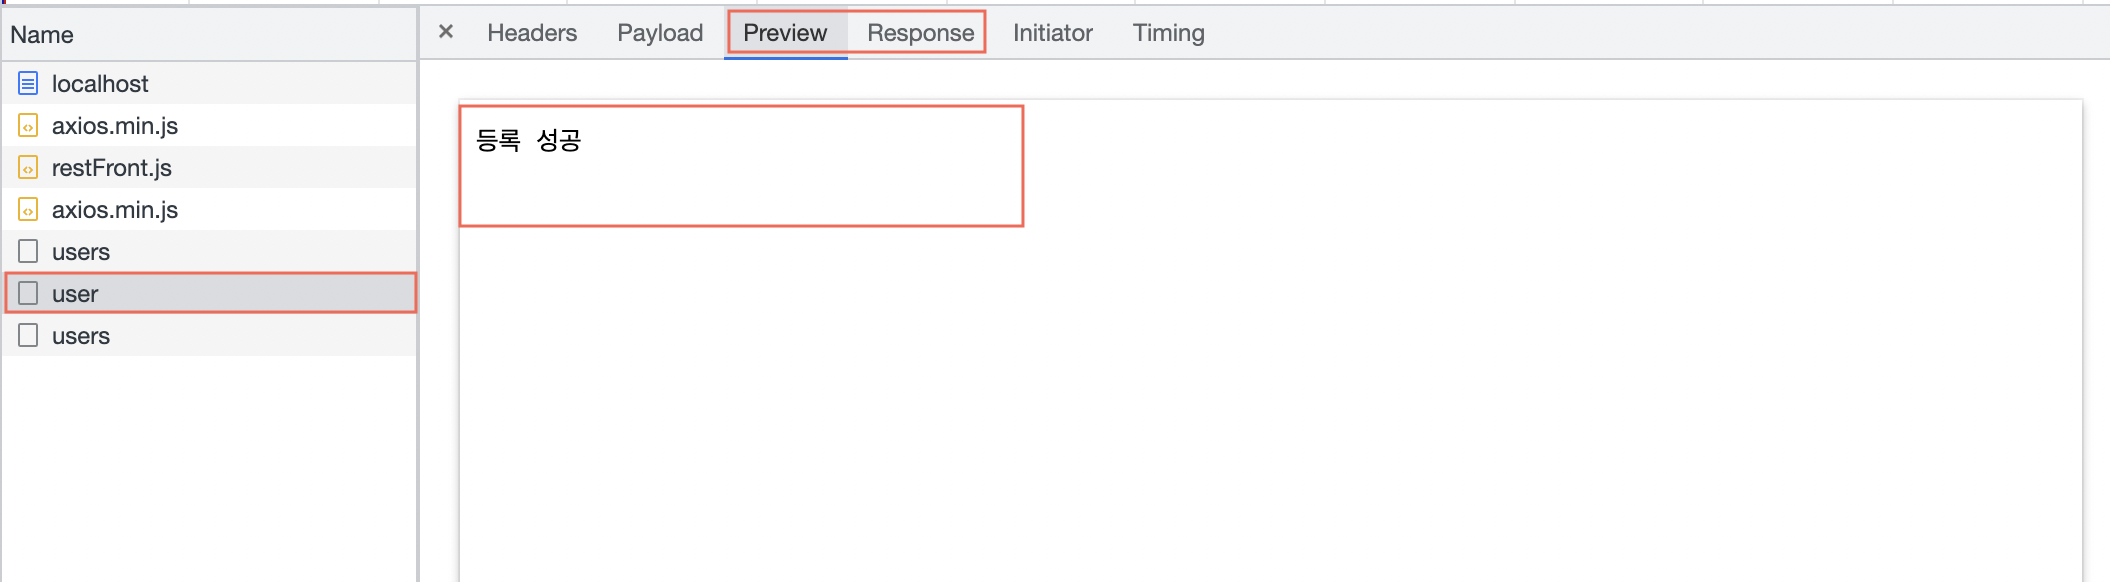 Name
localhost
axios.min.js
restFront.js
axios.min.js
users
user
users
× Headers Payload Preview Response Initiator Timing
등록 성공